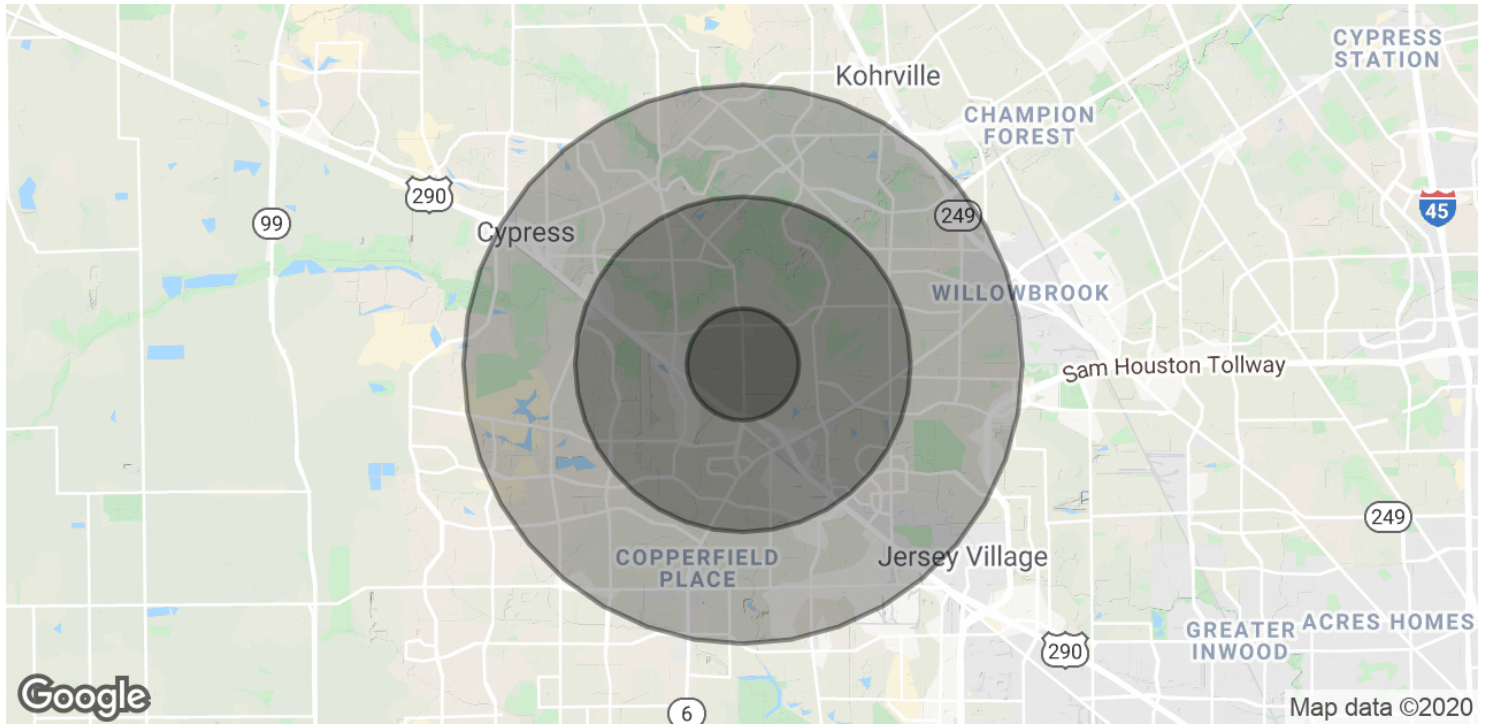 CYPRESS
STATION
Kohrville
CHAMPION
FOREST
290
99
249
45
Cypress
WILLOWBROOK
Sam Houston Tollway
249
COPPERFIELD
PLACE
Jersey Village
GREATER
INWOOD
ACRES HOMES
290
Google
6
Map data ©2020